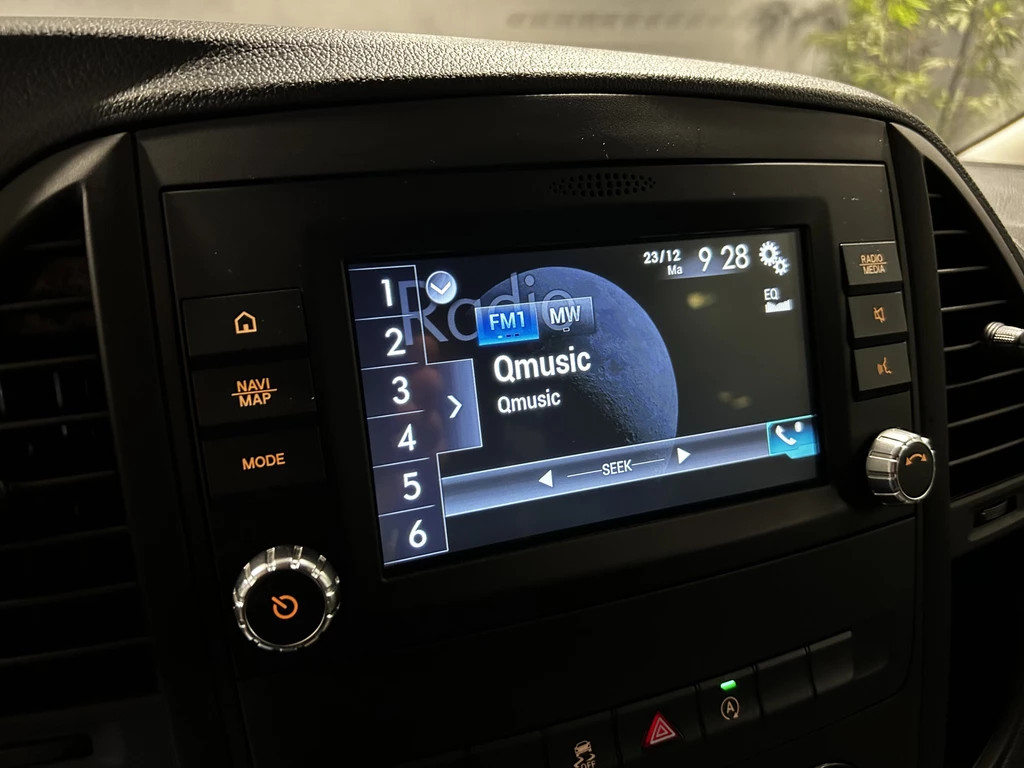 23/12
Ma
9 28
EQ
1
2
3
4
5
6
Radio
FM1
MW
Qmusic
Qmusic
SEEK
NAVI
MAP
MODE
RADIO
MEDIA
A
OFF